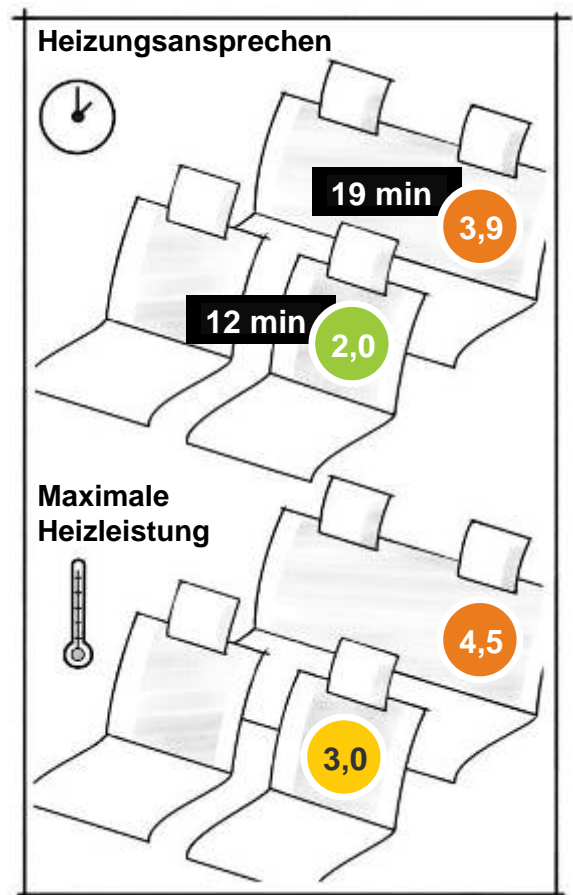 Heizungsansprechen
19 min
3,9
12 min
2,0
Maximale
Heizleistung
4,5
3,0